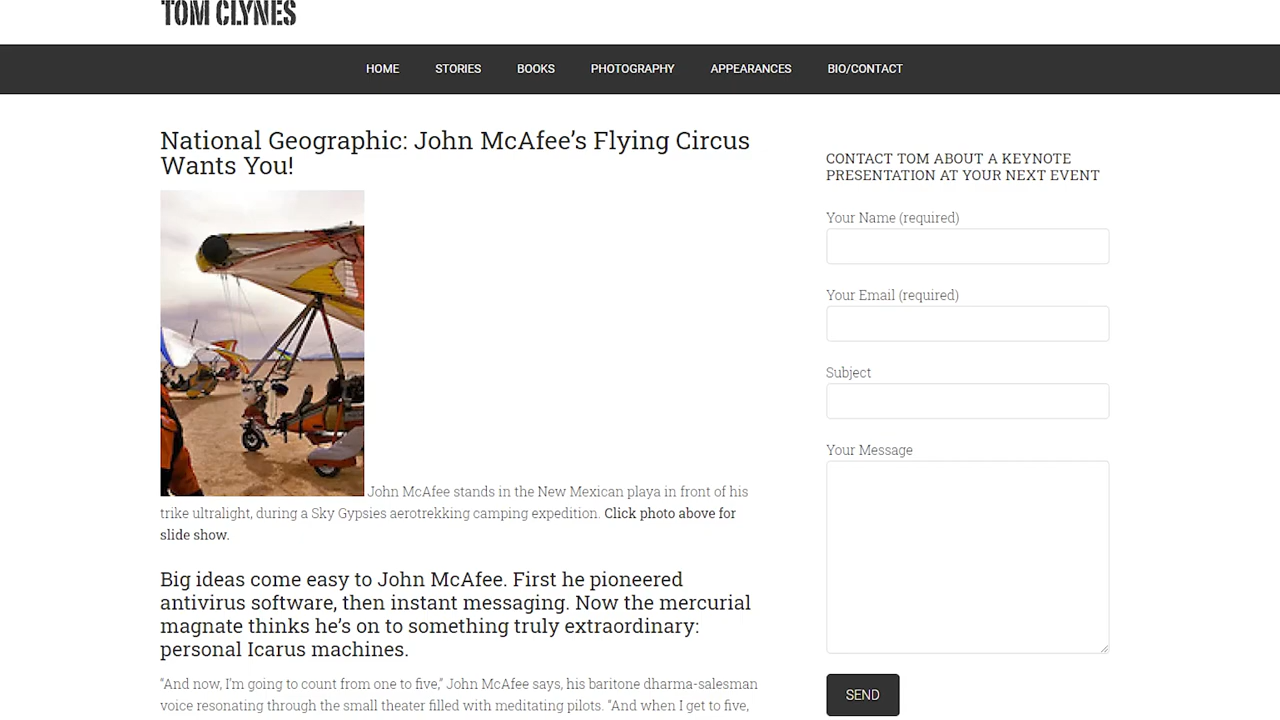 TOM CLYNES
HOME STORIES BOOKS PHOTOGRAPHY APPEARANCES BIO/CONTACT
National Geographic: John McAfee’s Flying Circus
Wants You!
John McAfee stands in the New Mexican playa in front of his
trike ultralight, during a Sky Gypsies aerotrekking camping expedition. Click photo above for
slide show.
Big ideas come easy to John McAfee. First he pioneered
antivirus software, then instant messaging. Now the mercurial
magnate thinks he’s on to something truly extraordinary:
personal Icarus machines.
“And now, I’m going to count from one to five,” John McAfee says, his baritone dharma-salesman
voice resonating through the small theater filled with meditating pilots. “And when I get to five,
CONTACT TOM ABOUT A KEYNOTE
PRESENTATION AT YOUR NEXT EVENT
Your Name (required)
Your Email (required)
Subject
Your Message
SEND